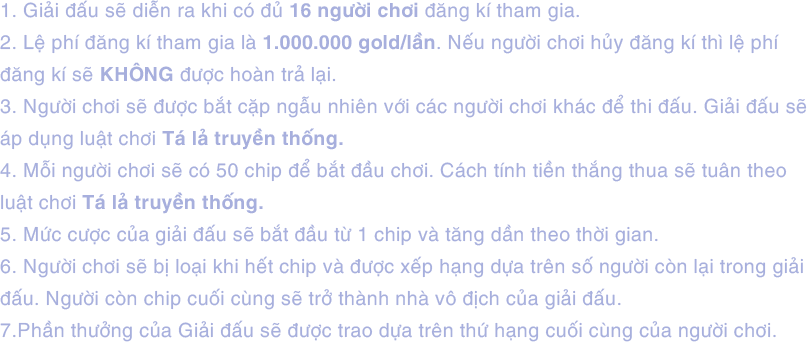 1. Giải đấu sẽ diễn ra khi có đủ 16 người chơi đăng kí tham gia.
2. Lệ phí đăng kí tham gia là 1.000.000 gold/lần. Nếu người chơi hủy đăng kí thì lệ phí
đăng kí sẽ KHÔNG được hoàn trả lại.
3. Người chơi sẽ được bắt cặp ngẫu nhiên với các người chơi khác để thi đấu. Giải đấu sẽ
áp dụng luật chơi Tá lả truyền thống.
4. Mỗi người chơi sẽ có 50 chip để bắt đầu chơi. Cách tính tiền thắng thua sẽ tuân theo
luật chơi Tá lả truyền thống.
5. Mức cược của giải đấu sẽ bắt đầu từ 1 chip và tăng dần theo thời gian.
6. Người chơi sẽ bị loại khi hết chip và được xếp hạng dựa trên số người còn lại trong giải
đấu. Người còn chip cuối cùng sẽ trở thành nhà vô địch của giải đấu.
7.Phần thưởng của Giải đấu sẽ được trao dựa trên thứ hạng cuối cùng của người chơi.